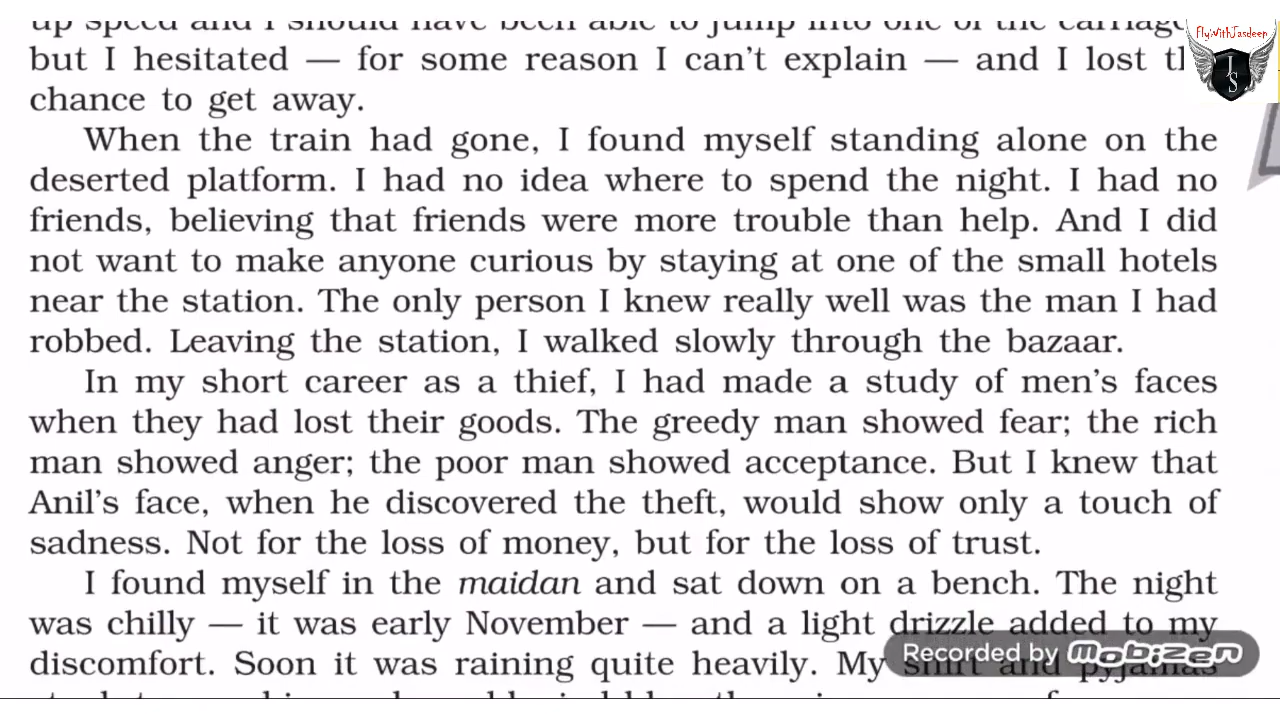 up speed and I should have been able to jump into one of the carriage
FlyWithJasdeep
but I hesitated — for some reason I can't explain — and I lost
JS
chance to get away.
When the train had gone, I found myself standing alone on the
deserted platform. I had no idea where to spend the night. I had no
friends, believing that friends were more trouble than help. And I did
not want to make anyone curious by staying at one of the small hotels
near the station. The only person I knew really well was the man I had
robbed. Leaving the station, I walked slowly through the bazaar.
In my short career as a thief, I had made a study of men's faces
when they had lost their goods. The greedy man showed fear; the rich
man showed anger; the poor man showed acceptance. But I knew that
Anil's face, when he discovered the theft, would show only a touch of
sadness. Not for the loss of money, but for the loss of trust.
I found myself in the maidan and sat down on a bench. The night
was chilly — it was early November — and a light drizzle added to my
discomfort. Soon it was raining quite heavily. My shirt and pyjamas
Recorded by mobizen